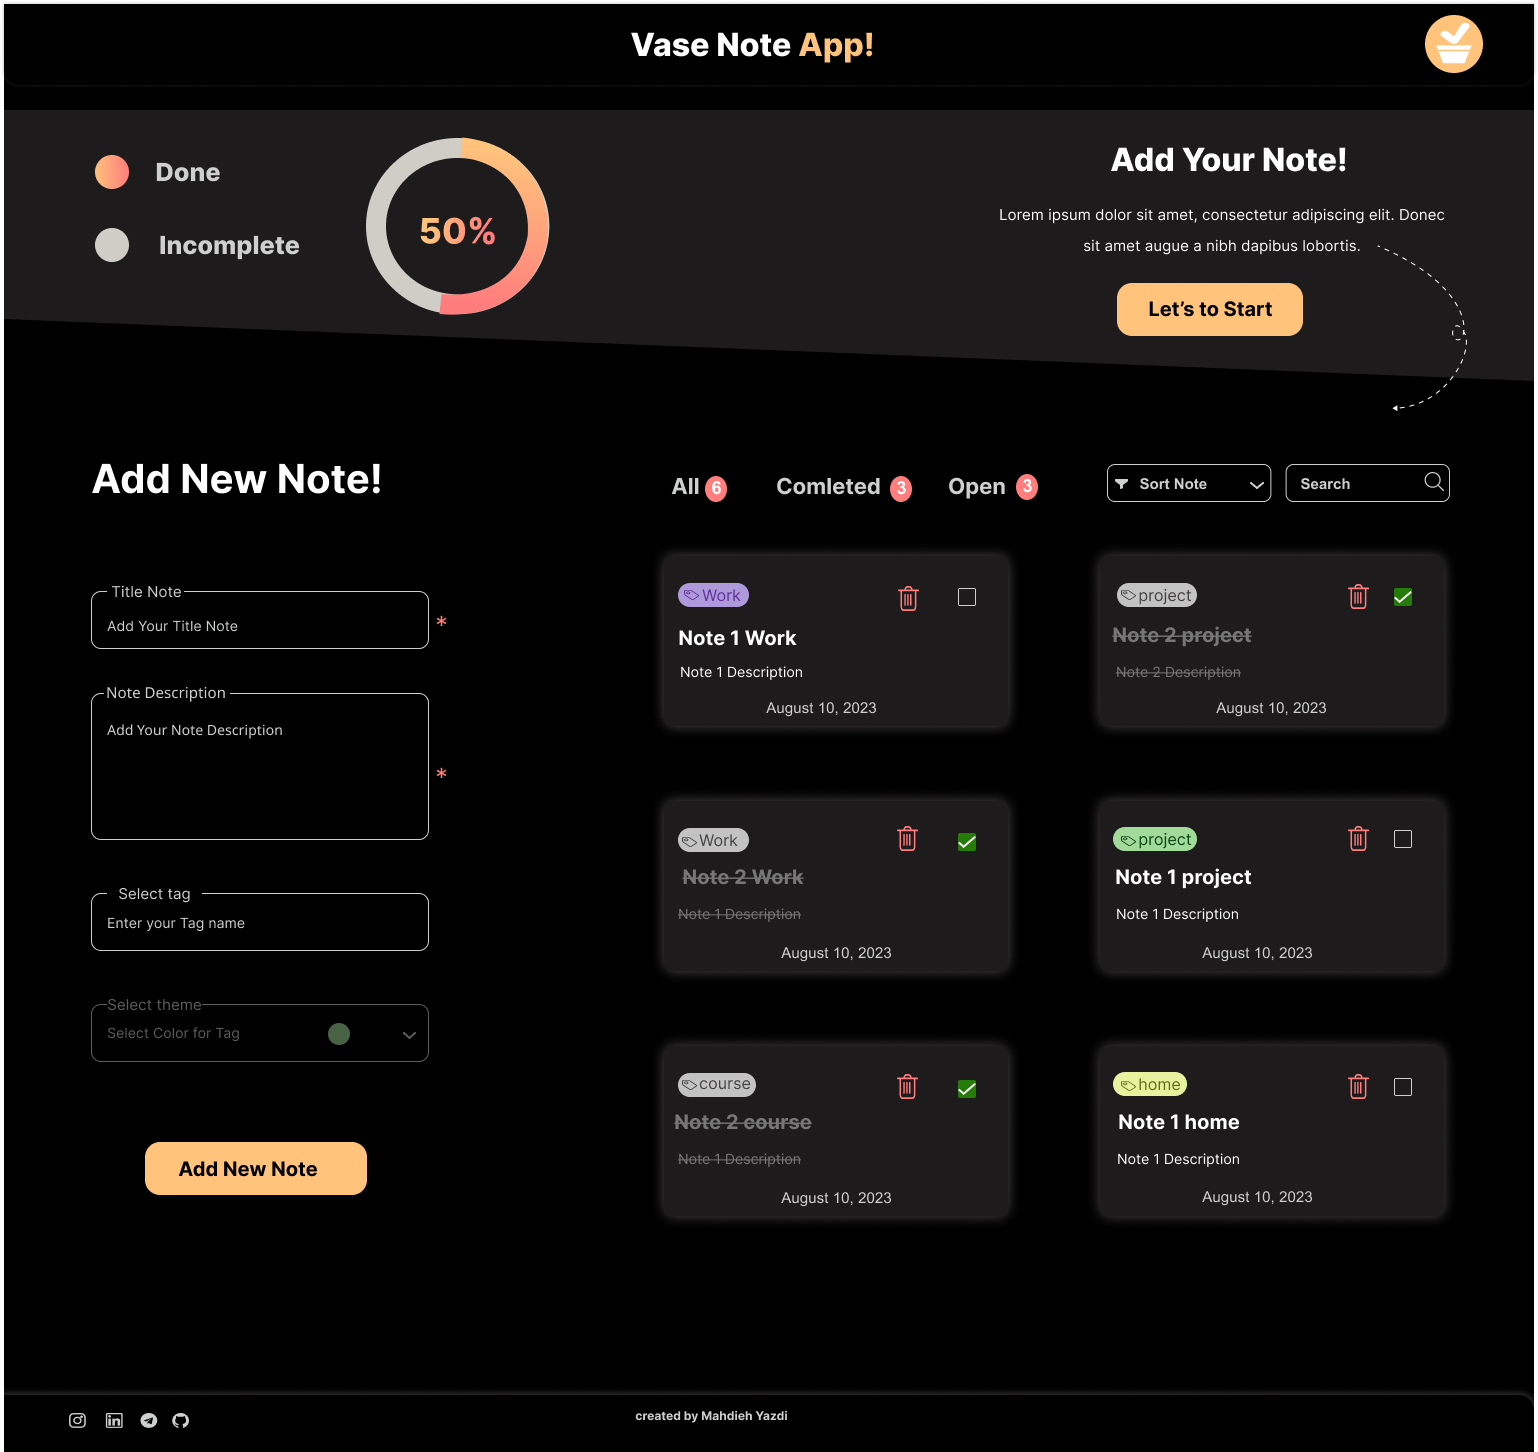 Vase Note App!
Done
Incomplete
50%
Add Your Note!
Lorem ipsum dolor sit amet, consectetur adipiscing elit. Donec
sit amet augue a nibh dapibus lobortis.
Let’s to Start
Add New Note!
All 6 Comleted 3 Open 3
Sort Note
Search
Title Note
Add Your Title Note
*
Note Description
Add Your Note Description
*
Select tag
Enter your Tag name
Select theme
Select Color for Tag
Add New Note
Work
Note 1 Work
Note 1 Description
August 10, 2023
project
Note 2 project
Note 2 Description
August 10, 2023
Work
Note 2 Work
Note 1 Description
August 10, 2023
project
Note 1 project
Note 1 Description
August 10, 2023
course
Note 2 course
Note 1 Description
August 10, 2023
home
Note 1 home
Note 1 Description
August 10, 2023
created by Mahdieh Yazdi